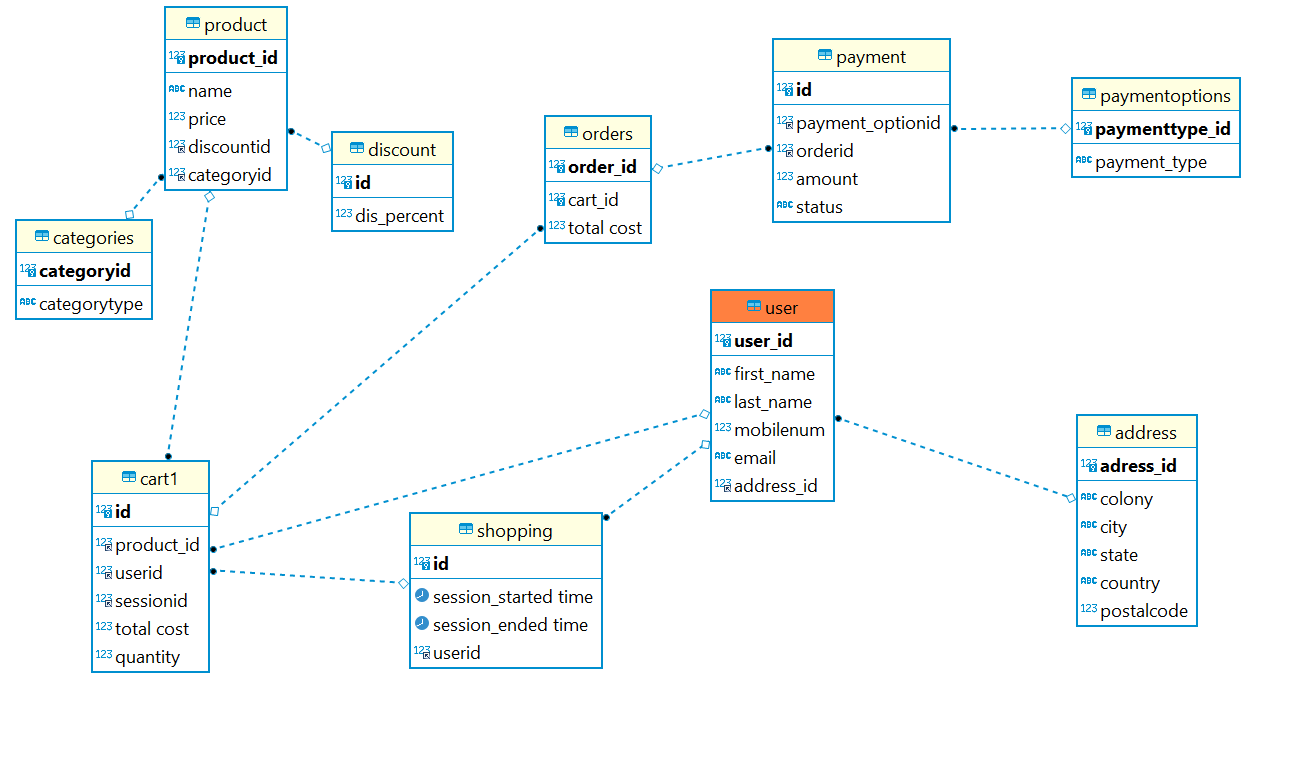 product
123 product_id
ABC name
123 price
123 discountid
123 categoryid
discount
123 id
123 dis_percent
categories
123 categoryid
ABC categorytype
orders
123 order_id
123 cart_id
123 total cost
payment
123 id
123 payment_optionid
123 orderid
123 amount
ABC status
paymentoptions
123 paymenttype_id
ABC payment_type
user
123 user_id
ABC first_name
ABC last_name
123 mobilenum
ABC email
123 address_id
address
123 adress_id
ABC colony
ABC city
ABC state
ABC country
123 postalcode
cart1
123 id
123 product_id
123 userid
123 sessionid
123 total cost
123 quantity
shopping
123 id
session_started time
session_ended time
123 userid